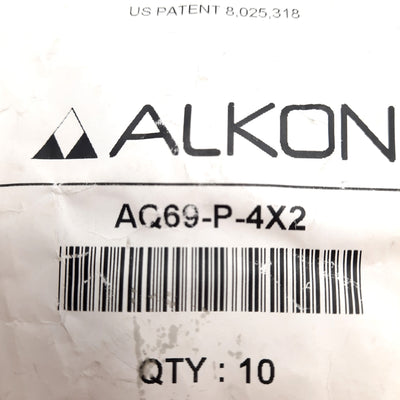 US PATENT 8,025,318
ALKON
AQ69-P-4X2
QTY : 10